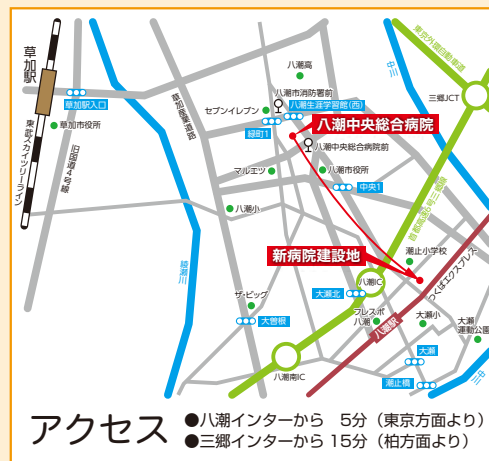 東京外環自動車道
中川
草加駅
八潮高
三郷JCT
八潮市消防署前
草加駅入口
草加産業道路
セブンイレブン
八潮生涯学習館(西)
八潮中央総合病院
草加市役所
緑町1
八潮中央総合病院前
東武スカイツリーライン
旧国道4号線
マルエツ
八潮市役所
中央1
八潮小
首都高速6号三郷線
新病院建設地
潮止小学校
つくばエクスプレス
綾瀬川
八潮IC
大瀬北
ザ・ビッグ
フレスポ
八潮
大曽根
八潮駅
大瀬小
大瀬
運動公園
大瀬
八潮南IC
潮止橋
中川
アクセス
●八潮インターから 5分(東京方面より)
●三郷インターから 15分(柏方面より)